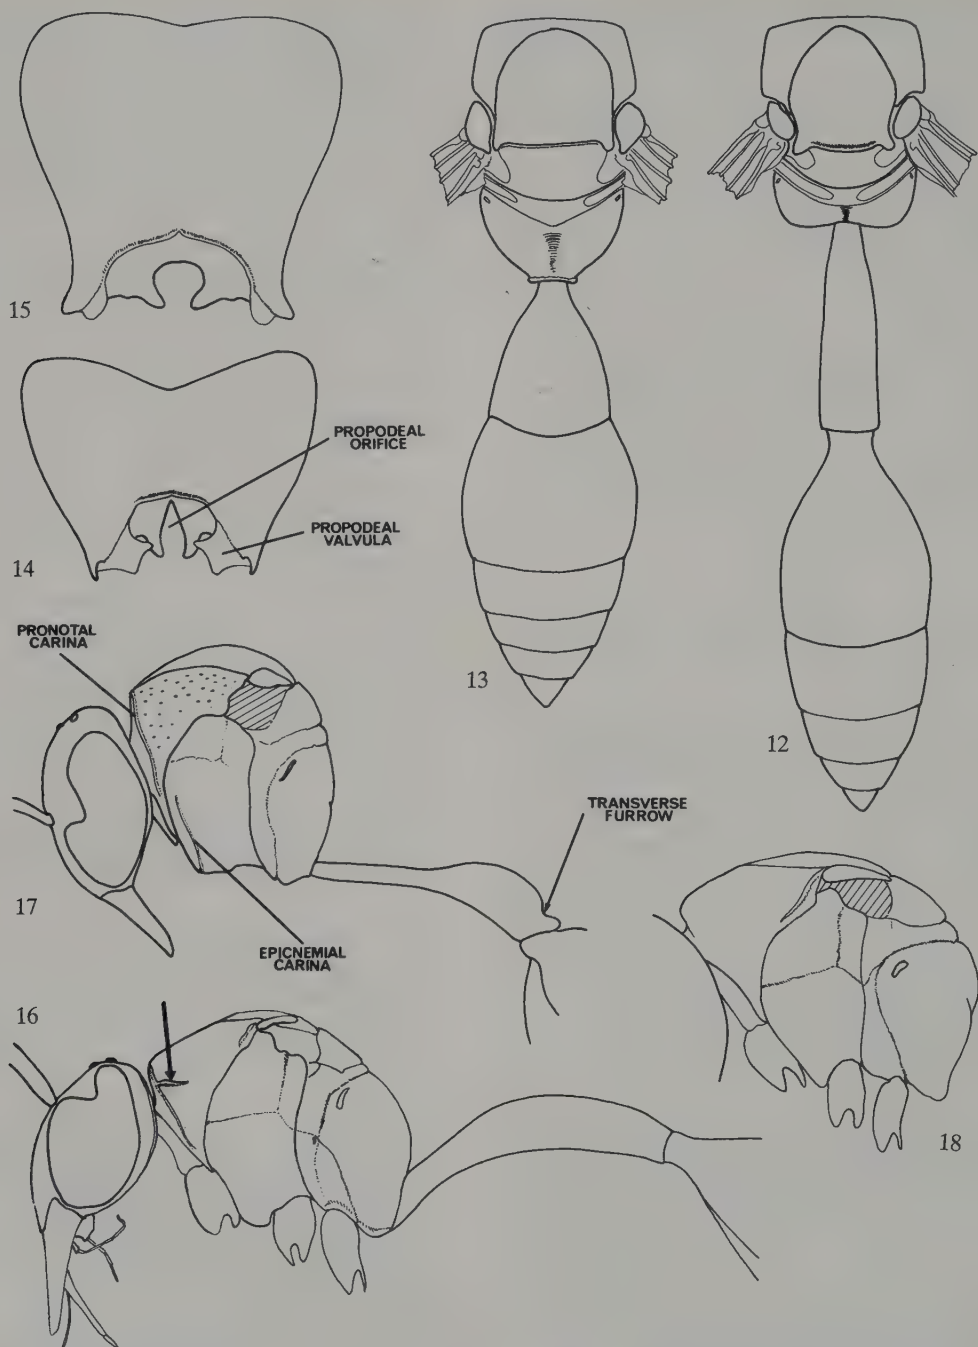 15
14
PROPODEAL
ORIFICE
PROPODEAL
VALVULA
13
12
PRONOTAL
CARINA
17
EPICNEMIAL
CARINA
TRANSVERSE
FURROW
16
18